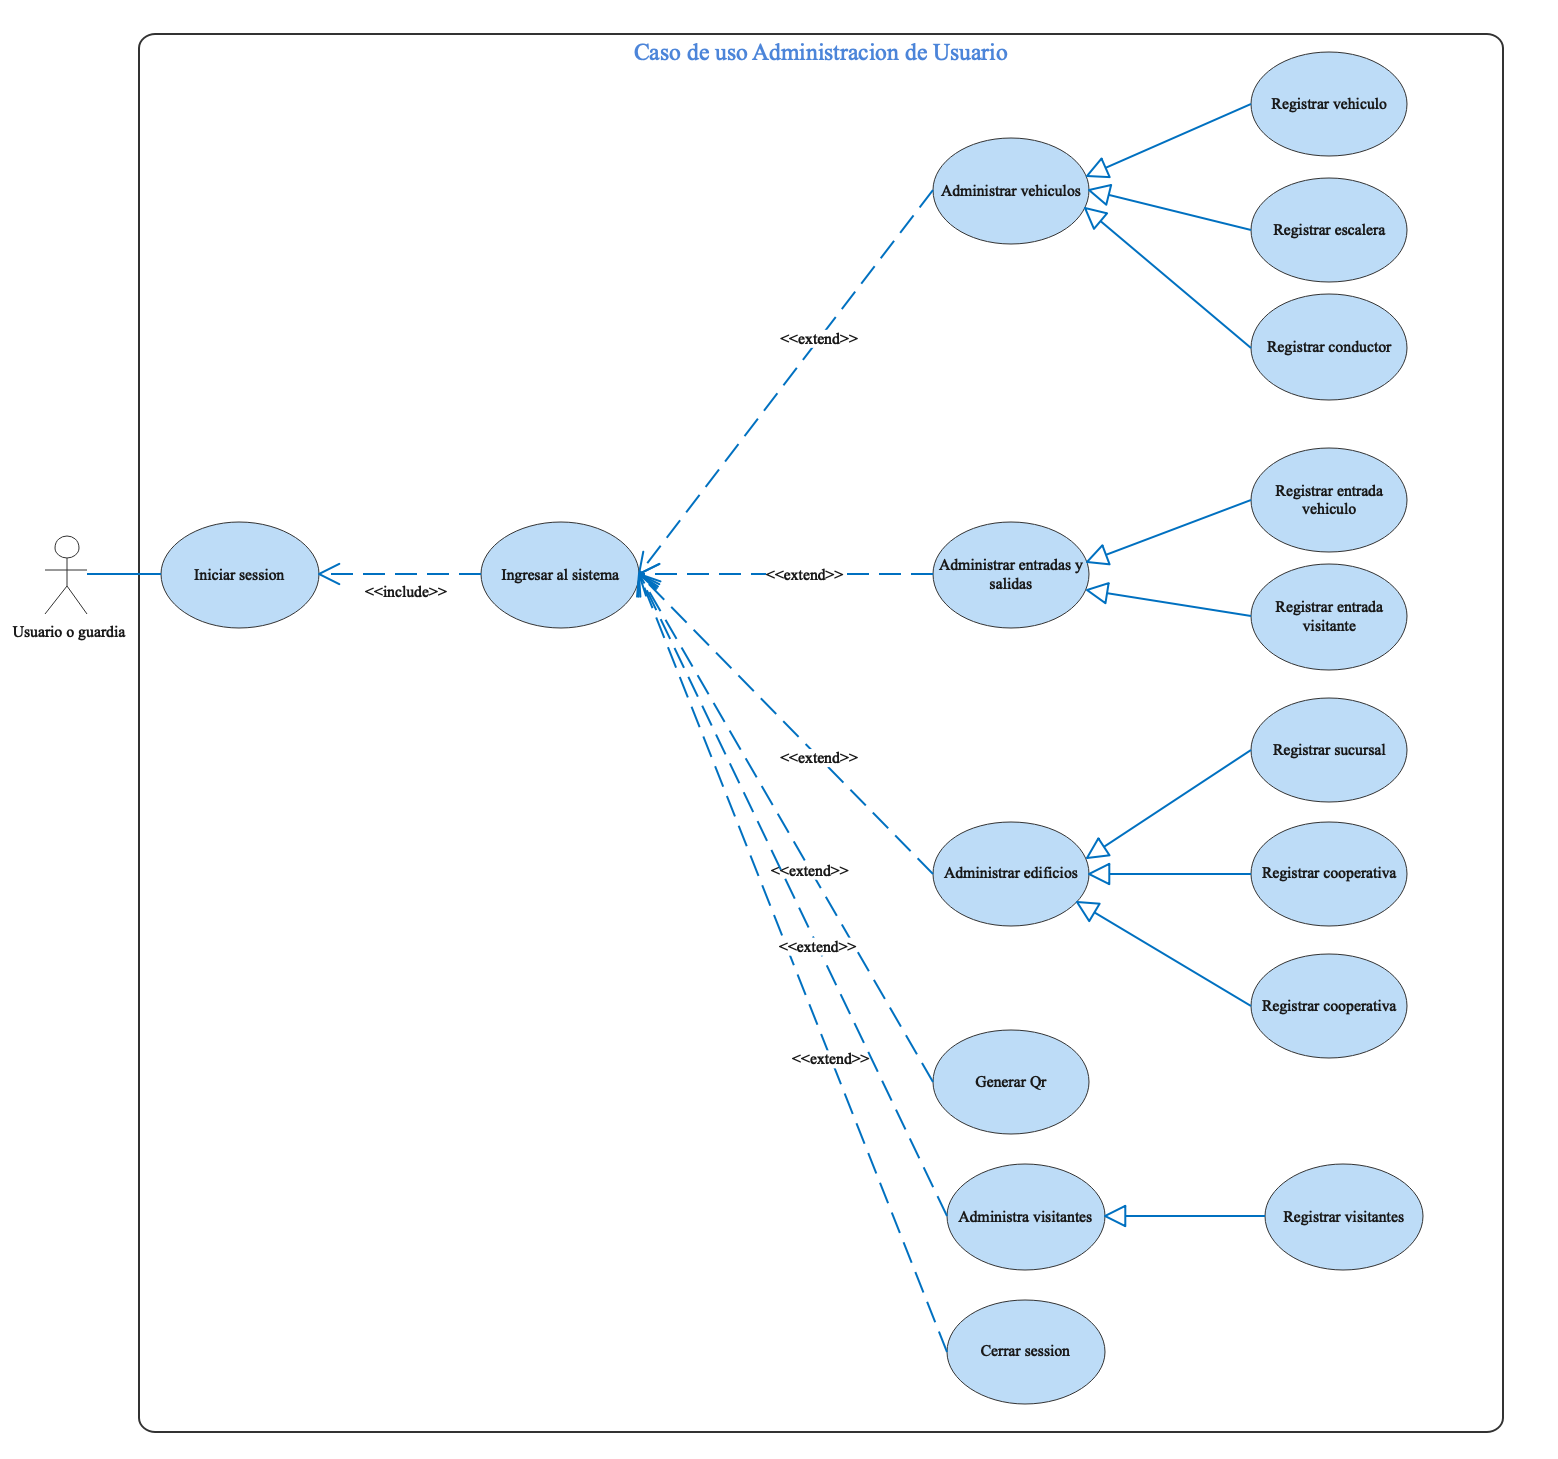 Caso de uso Administracion de Usuario
Registrar vehiculo
Administrar vehiculos
Registrar escalera
<<extend>>
Registrar conductor
Registrar entrada
vehiculo
Usuario o guardia
Iniciar session
<<include>>
Ingresar al sistema
<<extend>>
Administrar entradas y
salidas
Registrar entrada
visitante
Registrar sucursal
<<extend>>
Administrar edificios
Registrar cooperativa
<<extend>>
<<extend>>
Registrar cooperativa
<<extend>>
Generar Qr
Administra visitantes
Registrar visitantes
Cerrar session